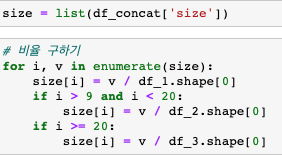 size = list(df_concat['size'])
# 비율 구하기
for i, v in enumerate(size):
    size[i] = v / df_1.shape[0]
    if i > 9 and i < 20:
        size[i] = v / df_2.shape[0]
    if i >= 20:
        size[i] = v / df_3.shape[0]